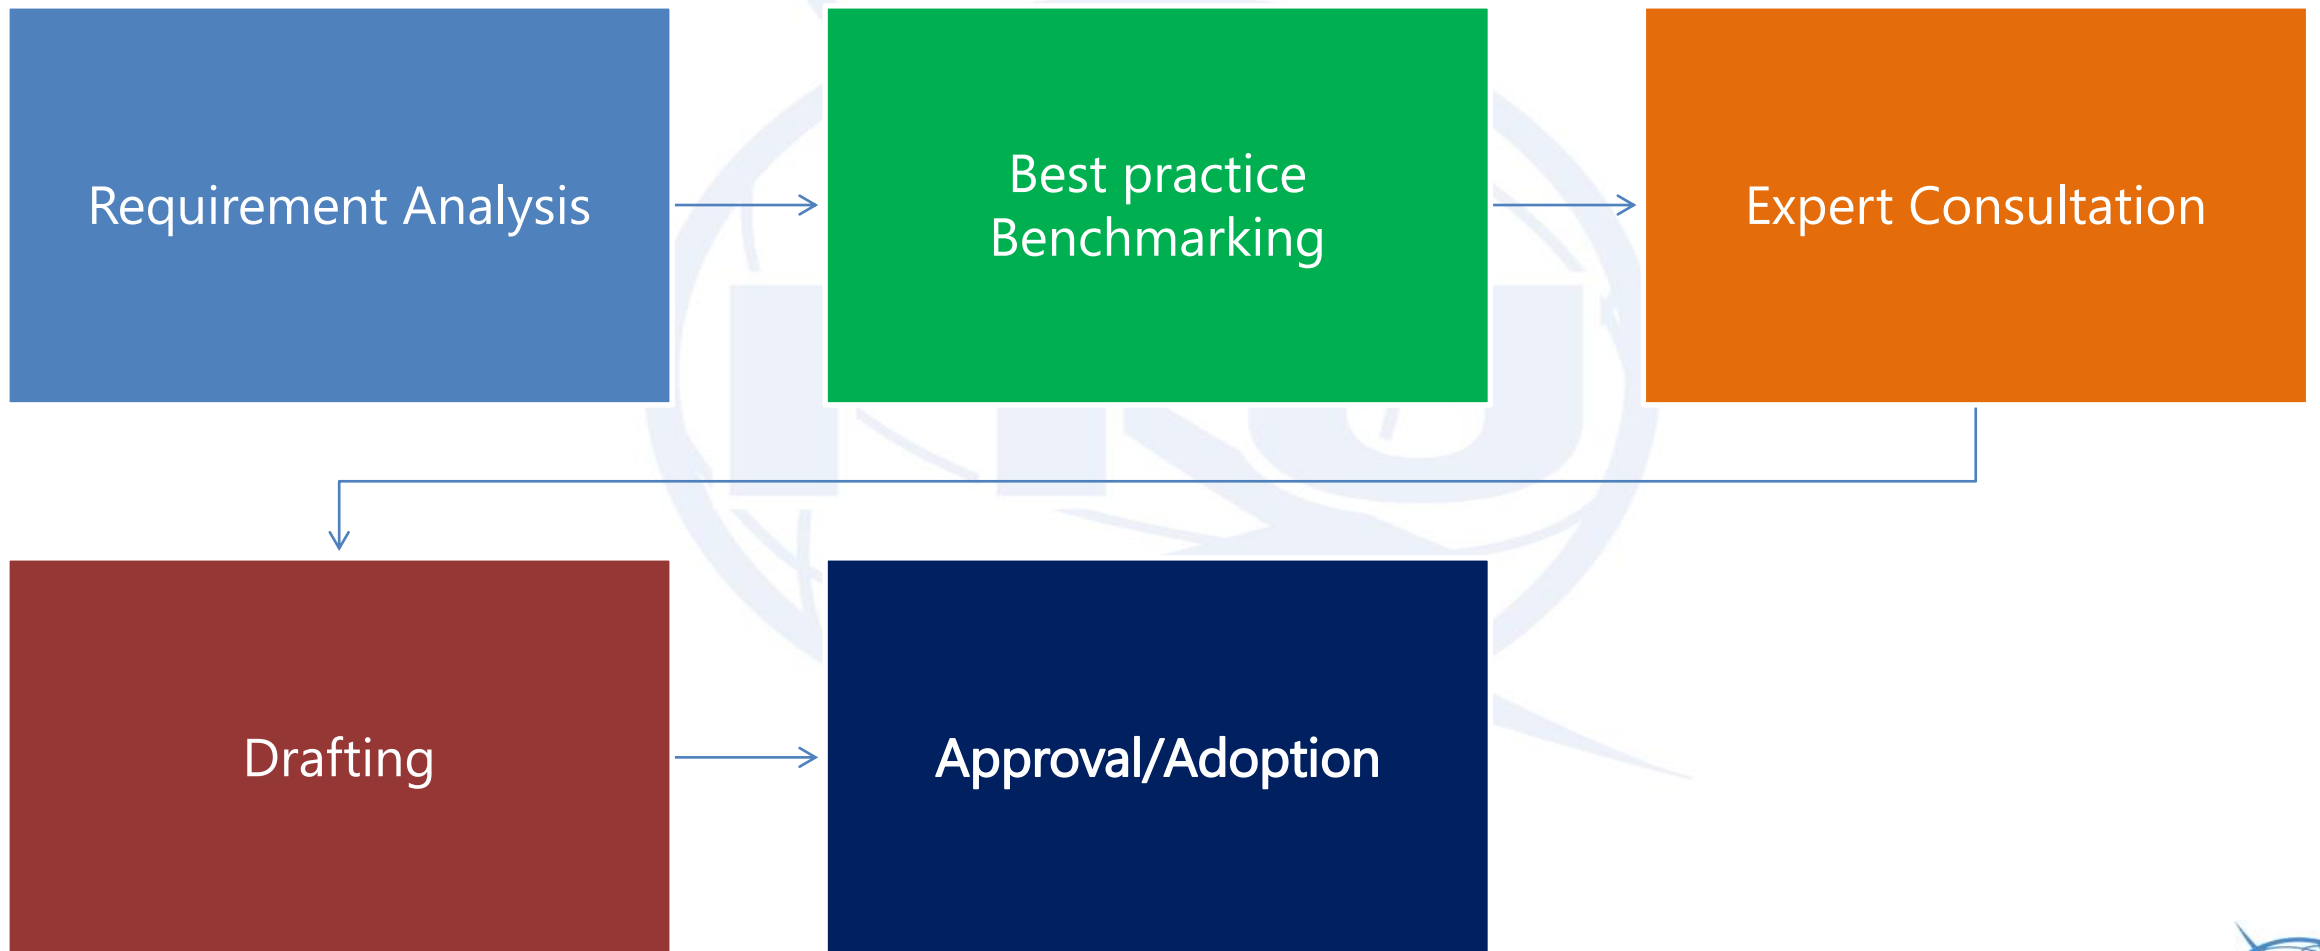 Requirement Analysis
Best practice
Benchmarking
Expert Consultation
Drafting
Approval/Adoption